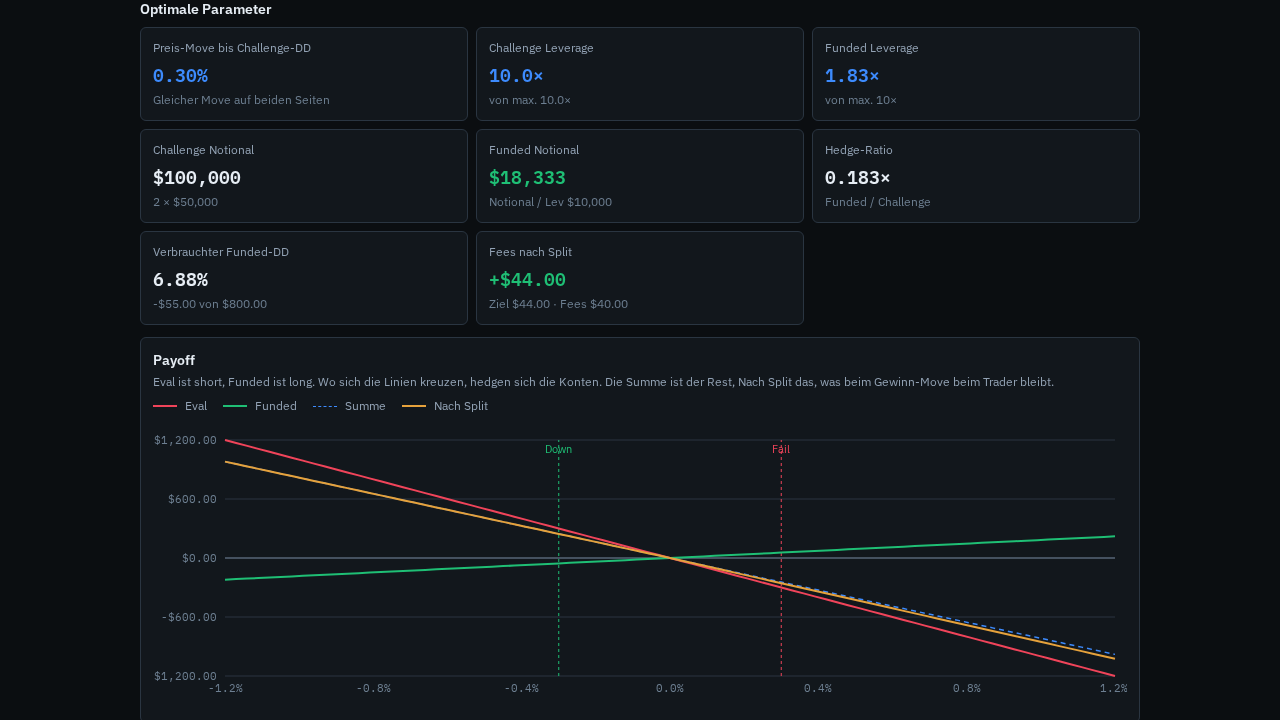 Optimale Parameter
Preis-Move bis Challenge-DD
0.30%
Gleicher Move auf beiden Seiten
Challenge Leverage
10.0×
von max. 10.0×
Funded Leverage
1.83×
von max. 10×
Challenge Notional
$100,000
2 × $50,000
Funded Notional
$18,333
Notional / Lev $10,000
Hedge-Ratio
0.183×
Funded / Challenge
Verbrauchter Funded-DD
6.88%
-$55.00 von $800.00
Fees nach Split
+$44.00
Ziel $44.00 · Fees $40.00
Payoff
Eval ist short, Funded ist long. Wo sich die Linien kreuzen, hedgen sich die Konten. Die Summe ist der Rest, Nach Split das, was beim Gewinn-Move beim Trader bleibt.
Eval Funded Summe Nach Split
$1,200.00
Down Fail
$600.00
$0.00
-$600.00
$1,200.00
-1.2% -0.8% -0.4% 0.0% 0.4% 0.8% 1.2%